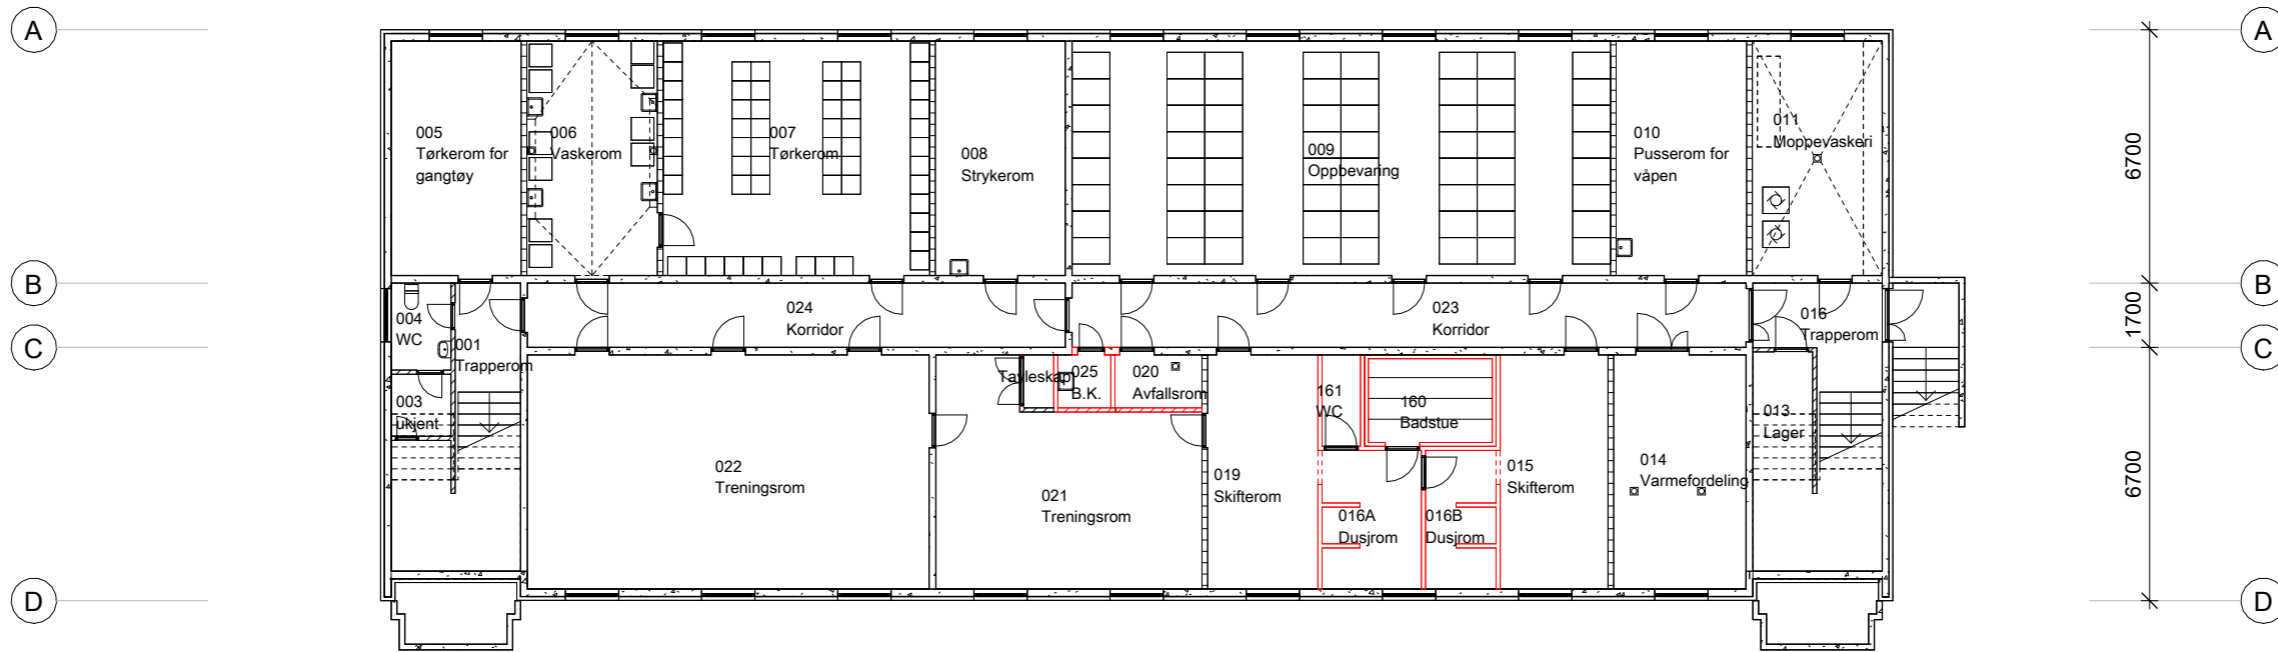 A
A
005
Tørkerom for
gangtøy
006
Vaskerom
007
Tørkerom
008
Strykerom
009
Oppbevaring
010
Pusserom for
våpen
011
Moppevaskeri
6700
B
B
004
WC
001
Trapperom
024
Korridor
023
Korridor
016
Trapperom
1700
C
C
003
ukjent
Tavleskap
025
B.K.
020
Avfallsrom
161
WC
160
Badstue
013
Lager
022
Treningsrom
021
Treningsrom
019
Skifterom
015
Skifterom
014
Varmefordeling
016A
Dusjrom
016B
Dusjrom
6700
D
D